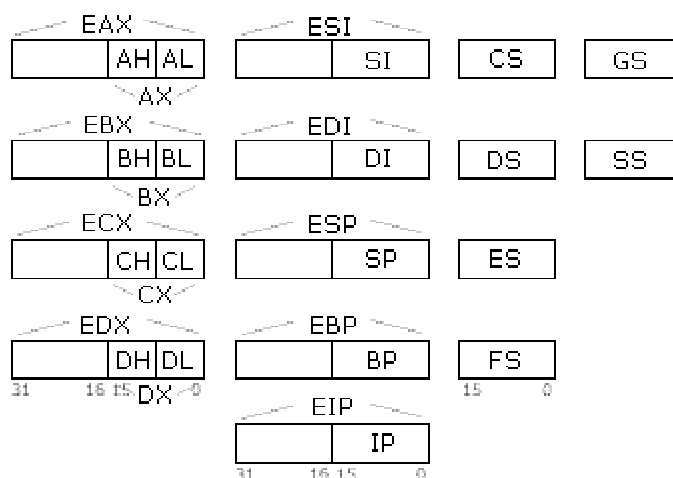 EAX ESI
AH AL SI CS GS
AX
EBX EDI
BH BL DI DS SS
BX
ECX ESP
CH CL SP ES
CX
EDX EBP
DH DL BP FS
31 16 15 DX 0 15 0
EIP
IP
31 16 15 0